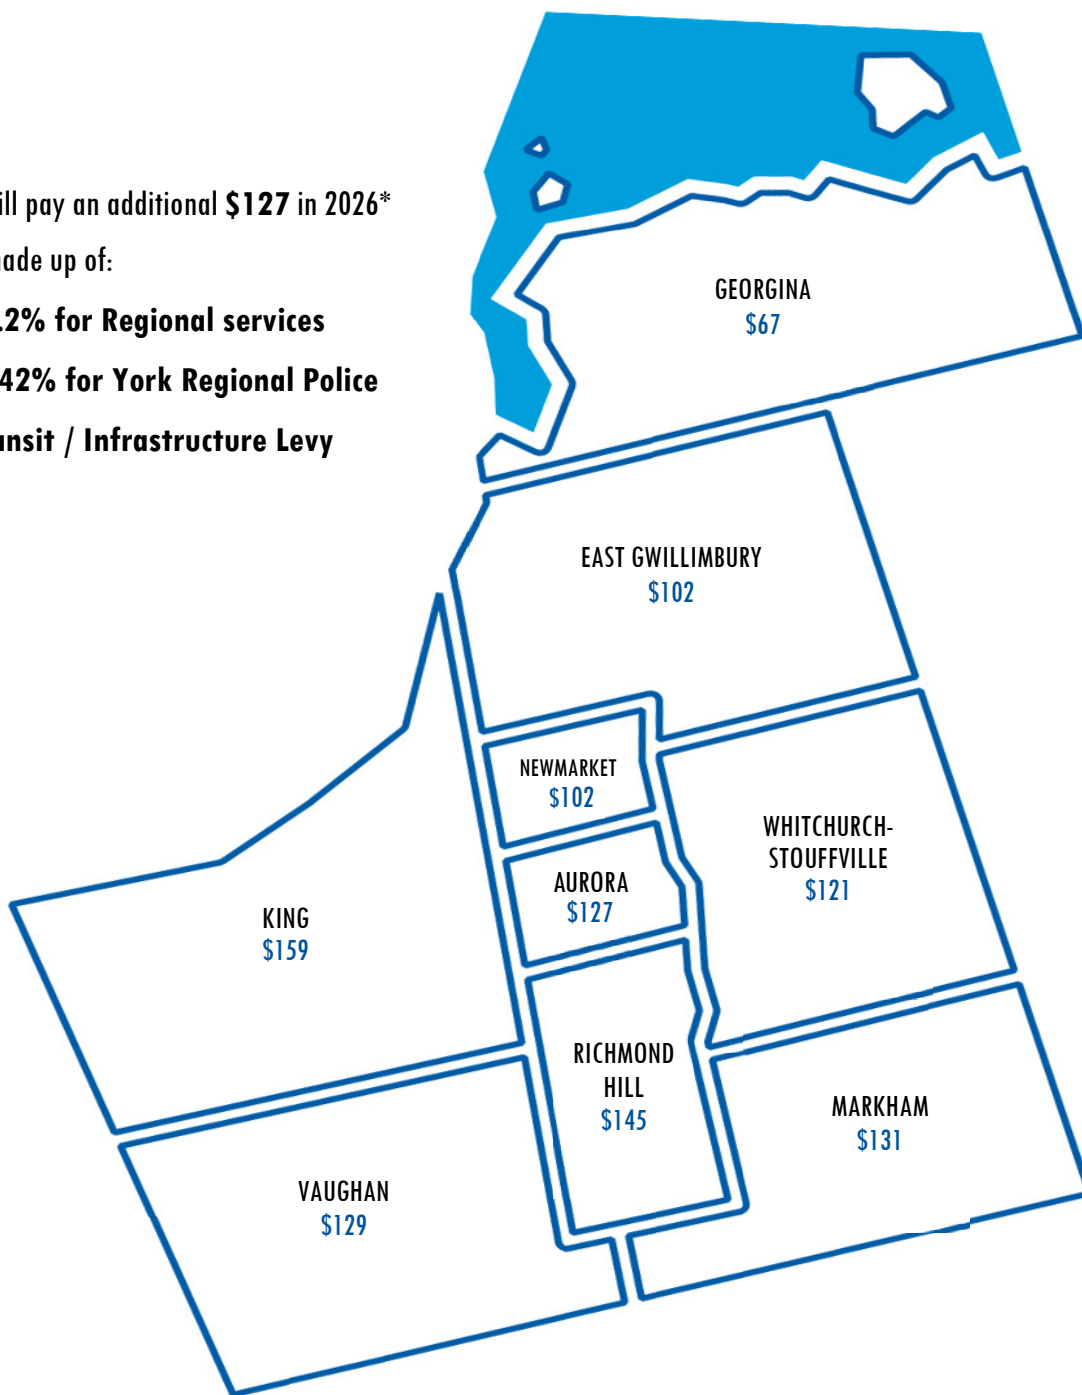 ill pay an additional $127 in 2026*
ade up of:
.2% for Regional services
42% for York Regional Police
nsit / Infrastructure Levy
GEORGINA
$67
EAST GWILLIMBURY
$102
NEWMARKET
$102
WHITCHURCH-
STOUFFVILLE
$121
AURORA
$127
KING
$159
RICHMOND
HILL
$145
MARKHAM
$131
VAUGHAN
$129